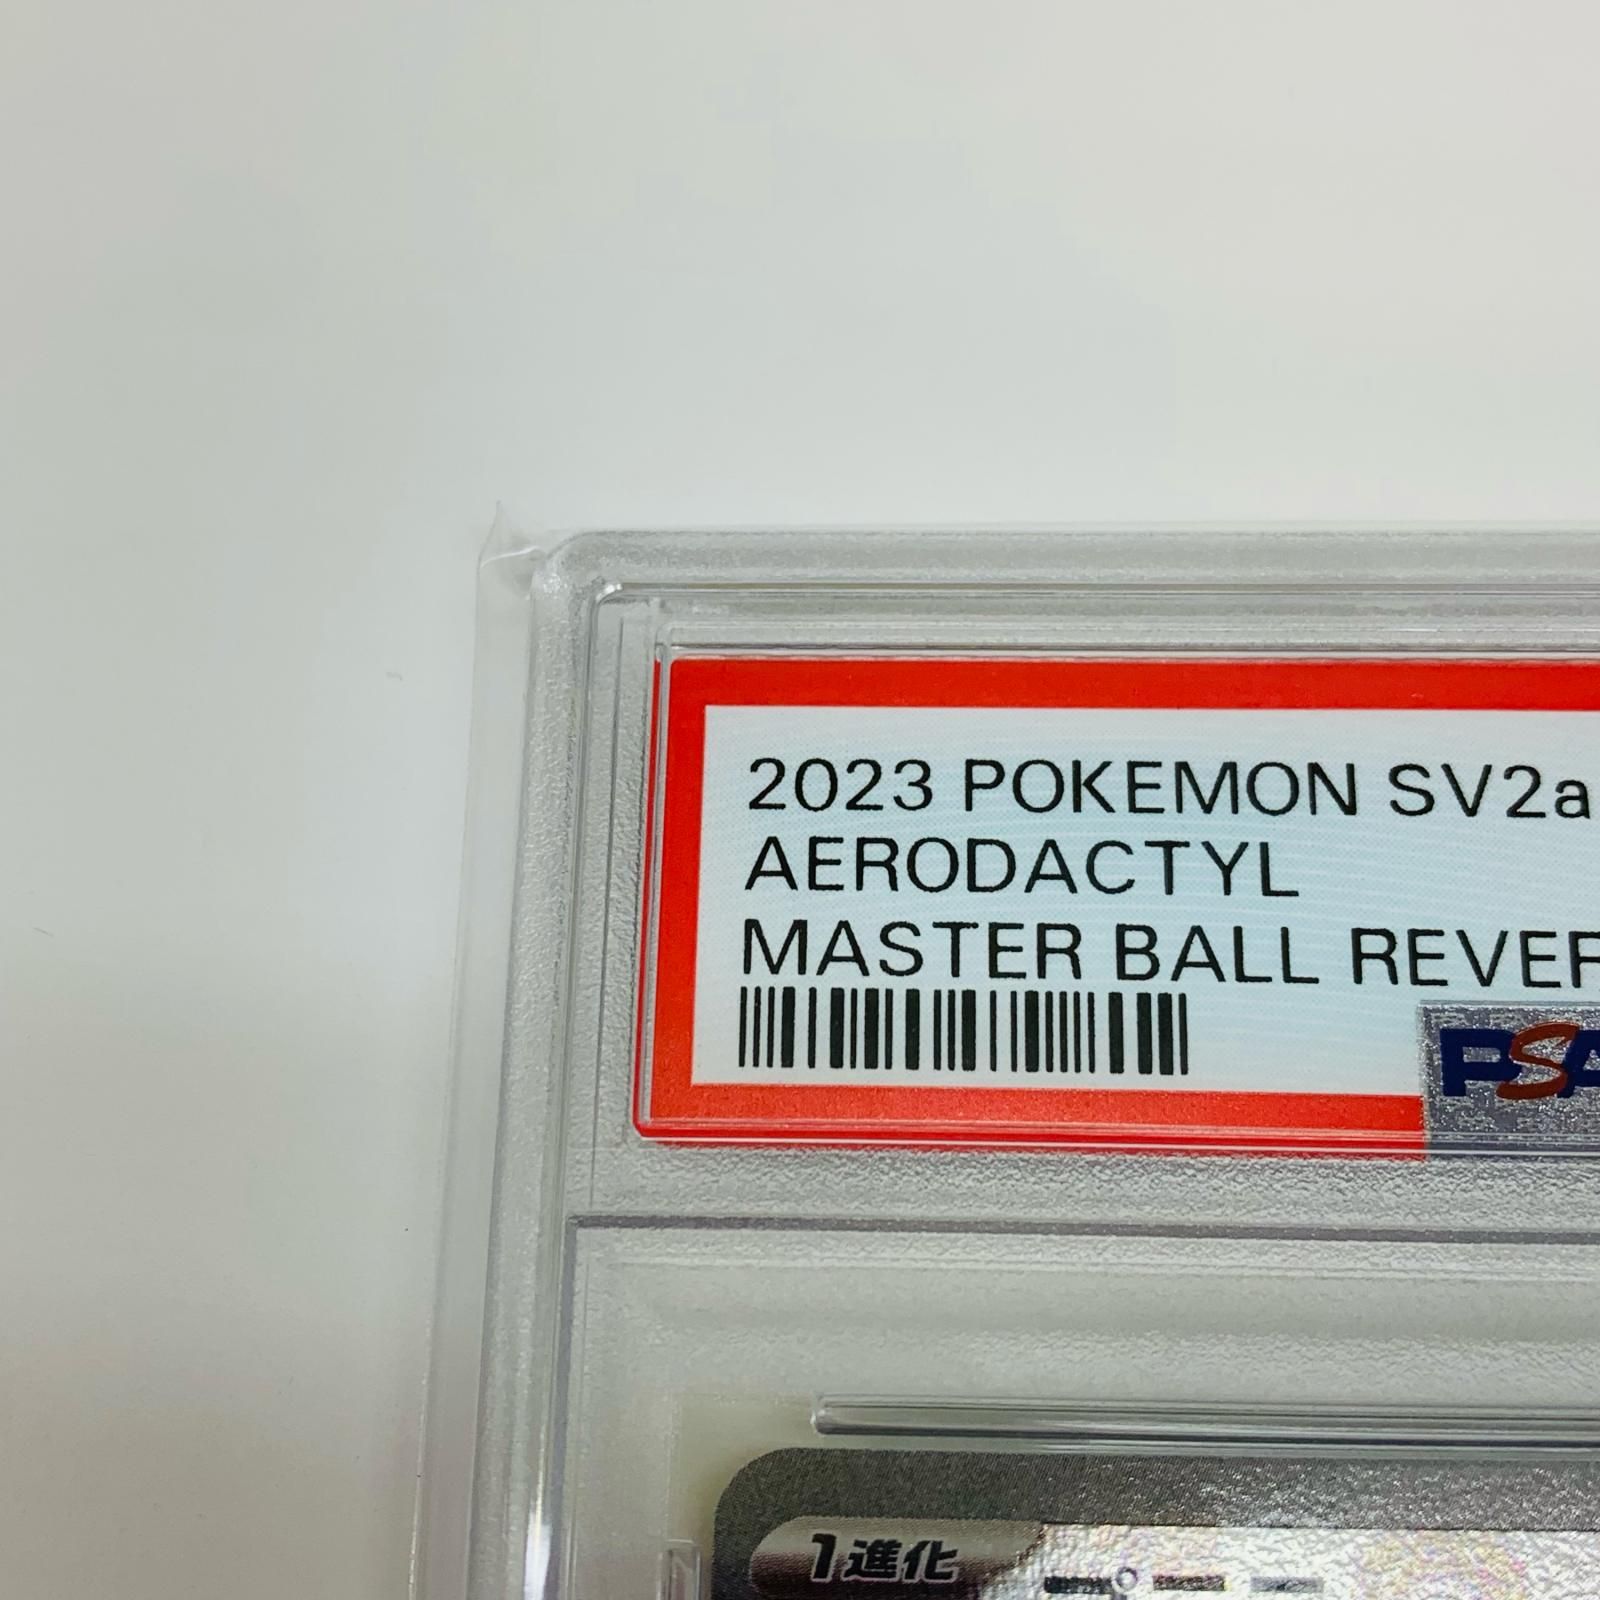 2023 POKEMON SV2a
AERODACTYL
MASTER BALL REVER
PSA
1進化